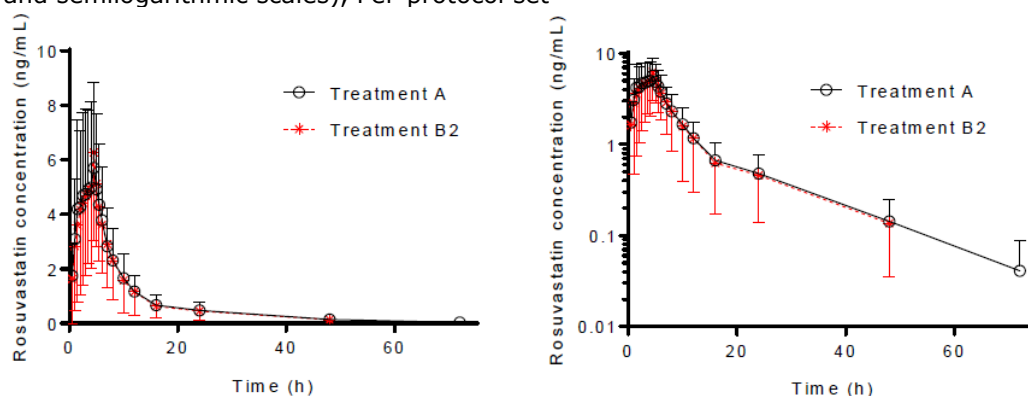 and semilogarithmic scales), Per-protocol set
Rosuvastatin concentration (ng/mL)
10
8
6
4
2
0
0
20
40
60
Time (h)
Treatment A
Treatment B2
Rosuvastatin concentration (ng/mL)
10
1
0.1
0.01
0
20
40
60
Time (h)
Treatment A
Treatment B2